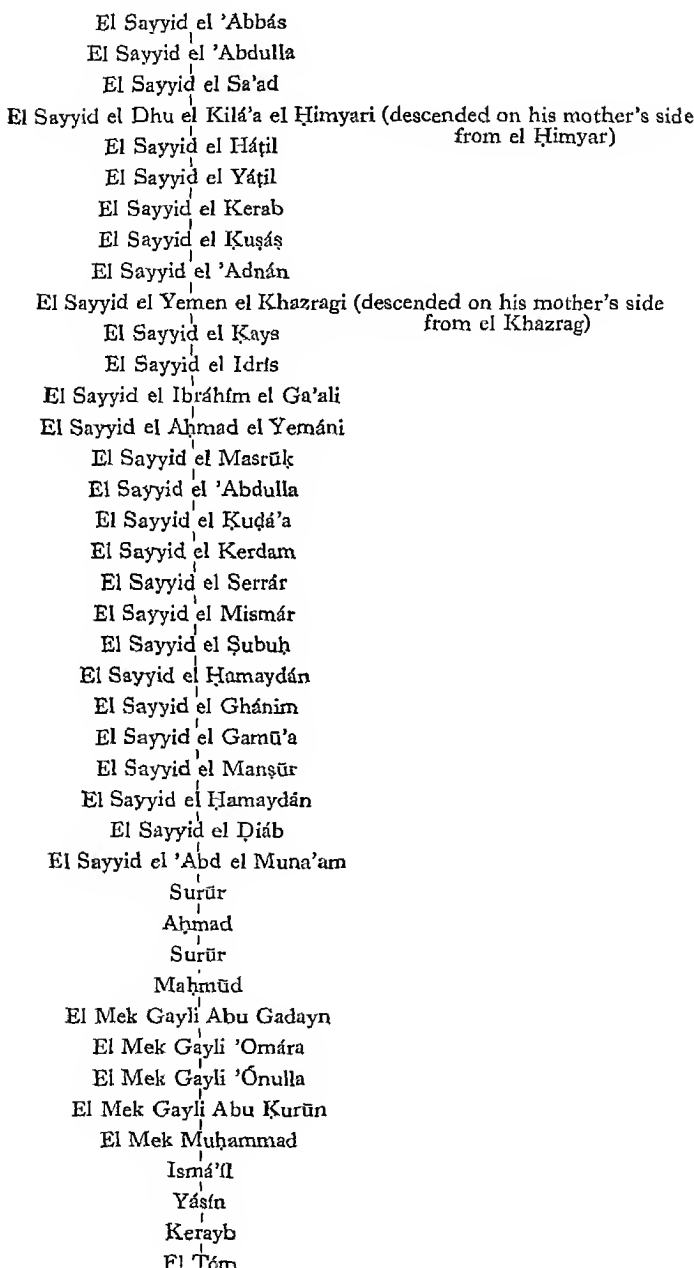 El Sayyid el 'Abbás
El Sayyid el 'Abdulla
El Sayyid el Sa'ad
El Sayyid el Dhu el Kilá'a el Ḥimyari (descended on his mother's side
from el Ḥimyar)
El Sayyid el Háṭil
El Sayyid el Yáṭil
El Sayyid el Kerab
El Sayyid el Ḳuṣáṣ
El Sayyid el 'Adnán
El Sayyid el Yemen el Khazragi (descended on his mother's side
from el Khazrag)
El Sayyid el Ḳays
El Sayyid el Idrís
El Sayyid el Ibráhím el Ga'ali
El Sayyid el Aḥmad el Yemáni
El Sayyid el Masrūḳ
El Sayyid el 'Abdulla
El Sayyid el Ḳuḍá'a
El Sayyid el Kerdam
El Sayyid el Serrár
El Sayyid el Mismár
El Sayyid el Ṣubuḥ
El Sayyid el Ḥamaydán
El Sayyid el Ghánim
El Sayyid el Gamū'a
El Sayyid el Manṣūr
El Sayyid el Ḥamaydán
El Sayyid el Ḍiáb
El Sayyid el 'Abd el Muna'am
Surūr
Aḥmad
Surūr
Maḥmūd
El Mek Gayli Abu Gadayn
El Mek Gayli 'Omára
El Mek Gayli 'Ónulla
El Mek Gayli Abu Ḳurūn
El Mek Muḥammad
Ismá'íl
Yásín
Kerayb
El Tóm